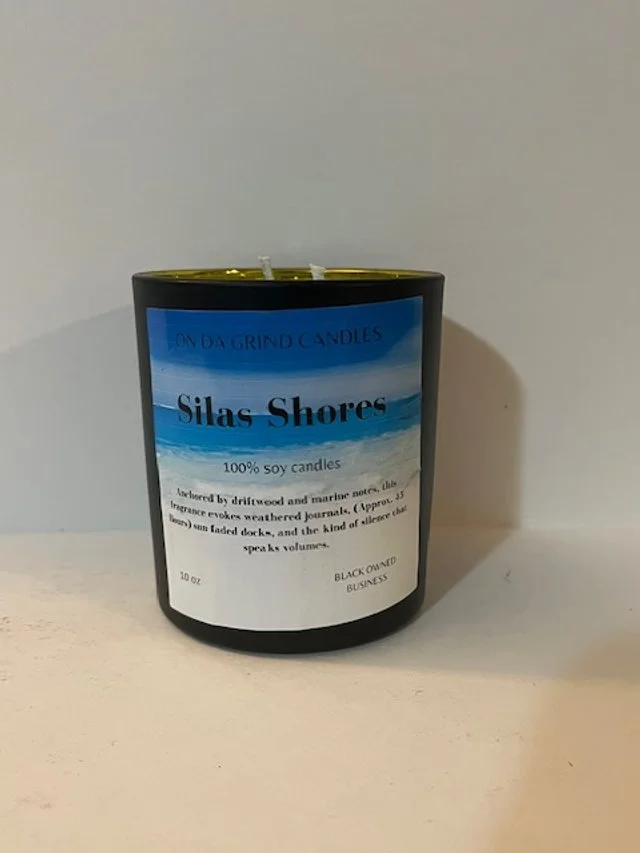 ON DA GRIND CANDLES
Silas Shores
100% soy candles
Anchored by driftwood and marine notes, this
fragrance evokes weathered journals, (Approx. 45
Hours) sun faded docks, and the kind of silence that
speaks volumes.
10 oz
BLACK OWNED
BUSINESS